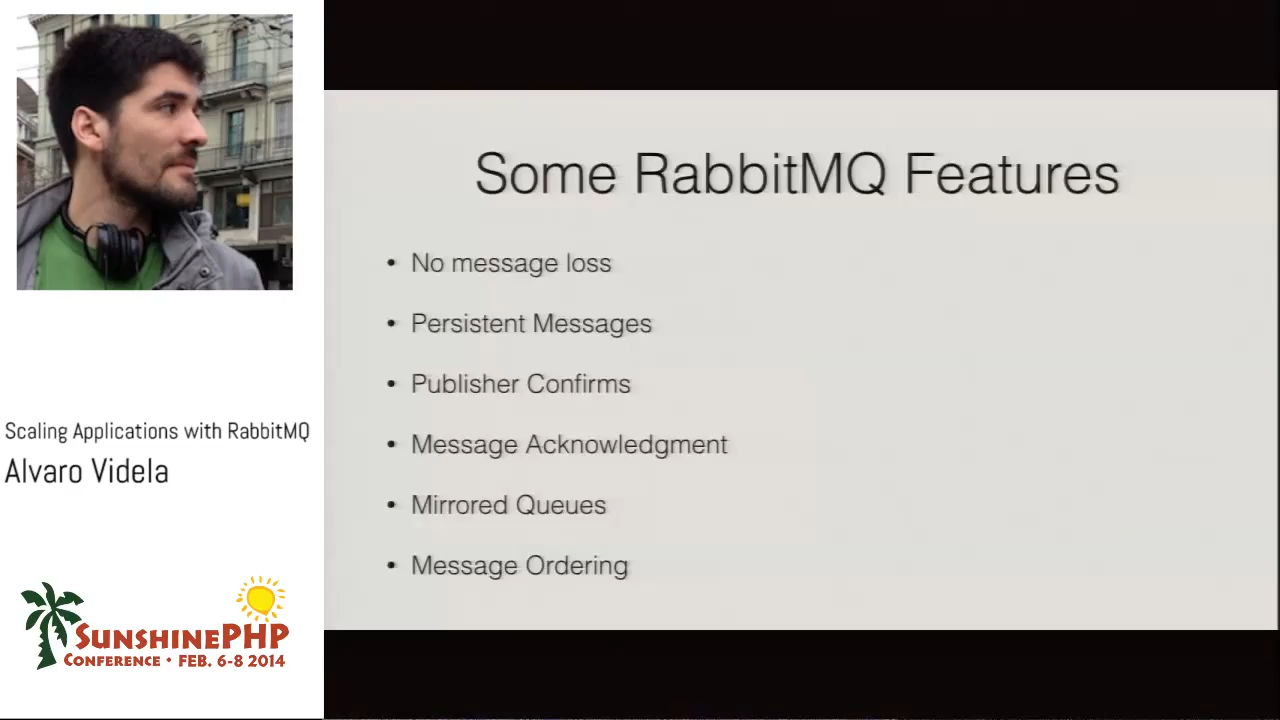 Scaling Applications with RabbitMQ
Alvaro Videla
SUNSHINEPHP
CONFERENCE • FEB. 6-8 2014
Some RabbitMQ Features
• No message loss
• Persistent Messages
• Publisher Confirms
• Message Acknowledgment
• Mirrored Queues
• Message Ordering